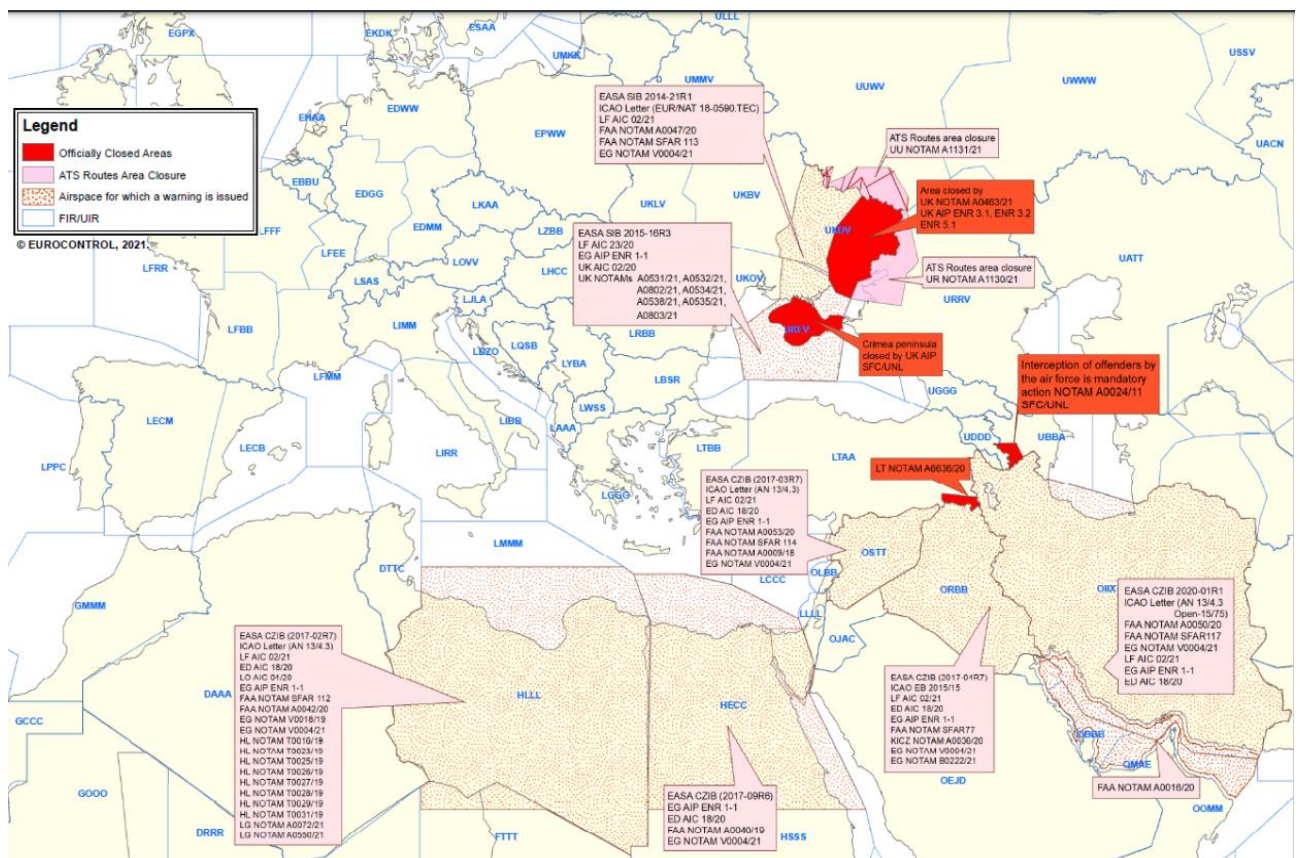 EGPX
EKDK
ESAA
ULLL
UMKK
UMMV
UUWV
UWWW
USSV
UACN
Legend
Officially Closed Areas
ATS Routes Area Closure
Airspace for which a warning is issued
FIR/UIR
© EUROCONTROL, 2021.
EHAA
EDWW
EPWW
EBBU
EDGG
EDMM
LKAA
UKLV
UKBV
LFFF
LFEE
LZBB
LOVV
LHCC
UKOV
UATT
LFRR
LSAS
LJLA
LFBB
LIMM
LDZO
LQSB
LRBB
URRV
LFMM
LYBA
LBSR
UGGG
LECM
LECB
LIBB
LWSS
LAAA
UDDD
UBBA
LPPC
LIRR
LGGG
LTBB
LTAA
EASA SIB 2014-21R1
ICAO Letter (EUR/NAT 18-0590.TEC)
LF AIC 02/21
FAA NOTAM A0047/20
FAA NOTAM SFAR 113
EG NOTAM V0004/21
ATS Routes area closure
UU NOTAM A1131/21
Area closed by
UK NOTAM A0463/21
UK AIP ENR 3.1, ENR 3.2
ENR 5.1
UKDV
ATS Routes area closure
UR NOTAM A1130/21
EASA SIB 2015-16R3
LF AIC 23/20
EG AIP ENR 1-1
UK AIC 02/20
UK NOTAMs A0531/21, A0532/21,
A0802/21, A0534/21,
A0538/21, A0535/21,
A0803/21
UKFV
Crimea peninsula
closed by UK AIP
SFC/UNL
Interception of offenders by
the air force is mandatory
action NOTAM A0024/11
SFC/UNL
LT NOTAM A6636/20
EASA CZIB (2017-03R7)
ICAO Letter (AN 13/4.3)
LF AIC 02/21
ED AIC 18/20
EG AIP ENR 1-1
FAA NOTAM A0053/20
FAA NOTAM SFAR 114
FAA NOTAM A0009/18
EG NOTAM V0004/21
OSTT
LMMM
LCCC
OLBB
LLLL
DTTC
GMMM
ORBB
OIIX
OJAC
EASA CZIB 2020-01R1
ICAO Letter (AN 13/4.3
Open-15/75)
FAA NOTAM A0050/20
FAA NOTAM SFAR117
EG NOTAM V0004/21
LF AIC 02/21
EG AIP ENR 1-1
ED AIC 18/20
EASA CZIB (2017-02R7)
ICAO Letter (AN 13/4.3)
LF AIC 02/21
ED AIC 18/20
LO AIC 04/20
EG AIP ENR 1-1
FAA NOTAM SFAR 112
FAA NOTAM A0042/20
EG NOTAM V0018/19
EG NOTAM V0004/21
HL NOTAM T0016/19
HL NOTAM T0023/19
HL NOTAM T0025/19
HL NOTAM T0026/19
HL NOTAM T0027/19
HL NOTAM T0028/19
HL NOTAM T0029/19
HL NOTAM T0031/19
LG NOTAM A0072/21
LG NOTAM A0550/21
DAAA
HLLL
HECC
EASA CZIB (2017-04R7)
ICAO EB 2015/15
LF AIC 02/21
ED AIC 18/20
EG AIP ENR 1-1
FAA NOTAM SFAR77
KICZ NOTAM A0036/20
EG NOTAM V0004/21
EG NOTAM B0222/21
GCCC
OBBB
OMAE
OEJD
FAA NOTAM A0016/20
EASA CZIB (2017-09R6)
EG AIP ENR 1-1
ED AIC 18/20
FAA NOTAM A0040/19
EG NOTAM V0004/21
GOOO
DRRR
FTTT
HSSS
OOMM